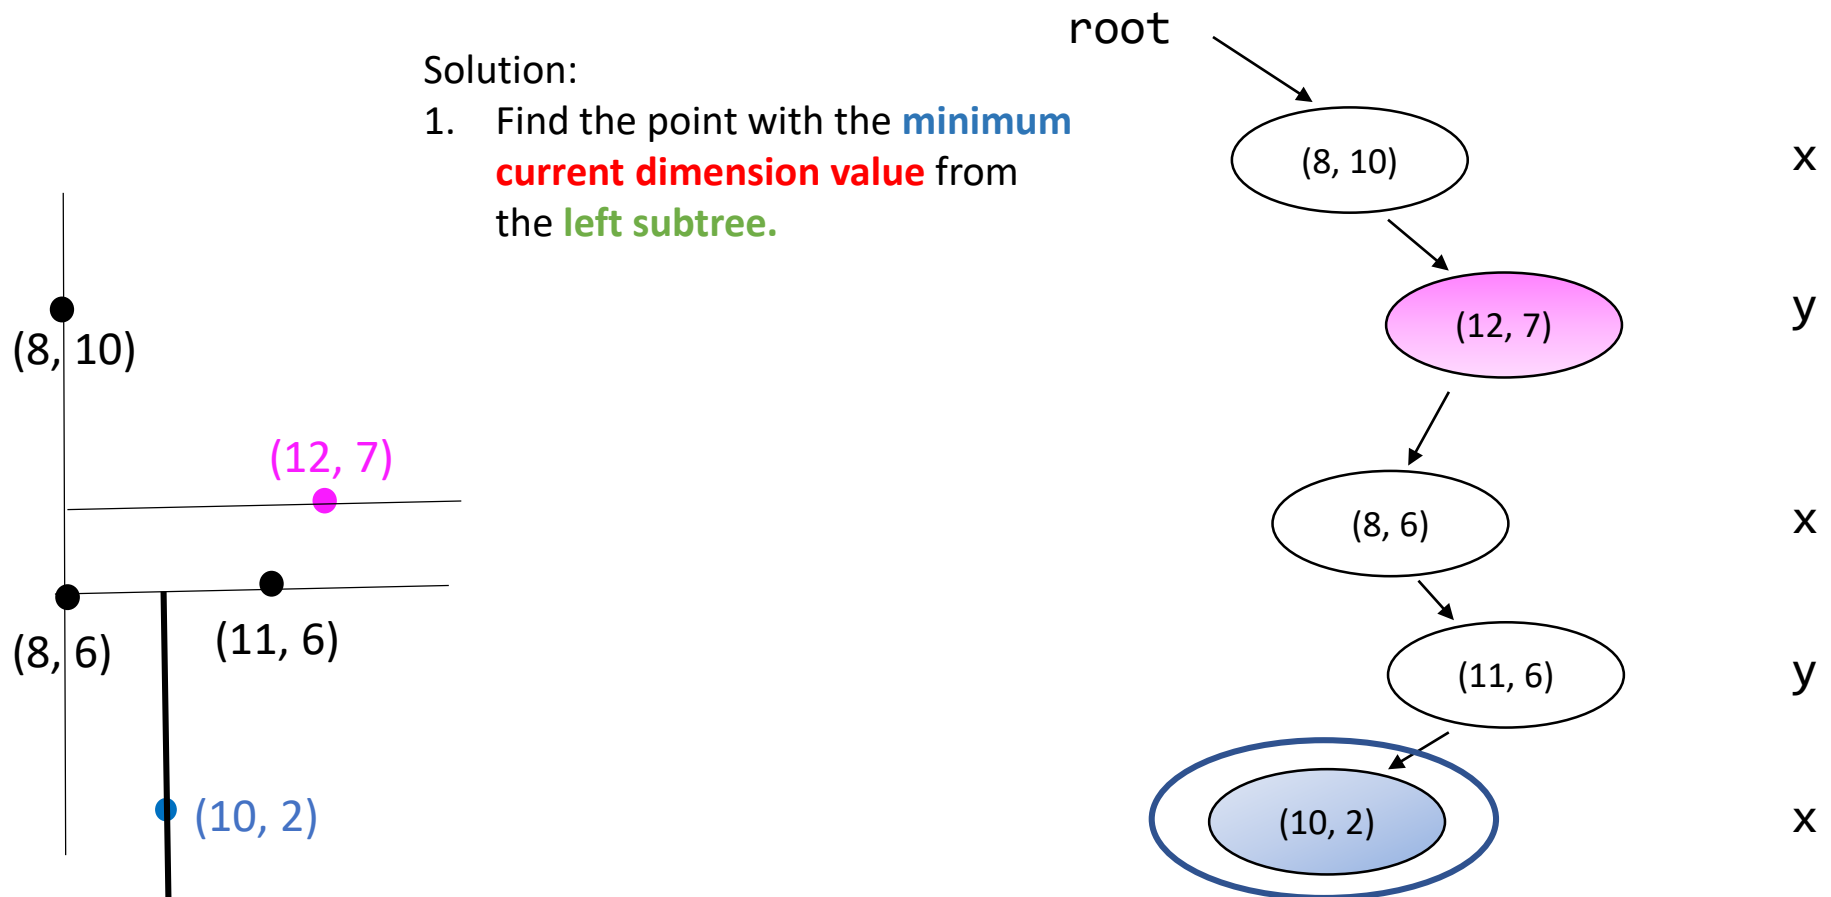 root
Solution:
1. Find the point with the minimum
current dimension value from
the left subtree.
(8, 10)
(12, 7)
(8, 6)
(11, 6)
(10, 2)
(8, 10)
x
(12, 7)
y
(8, 6)
x
(11, 6)
y
(10, 2)
x